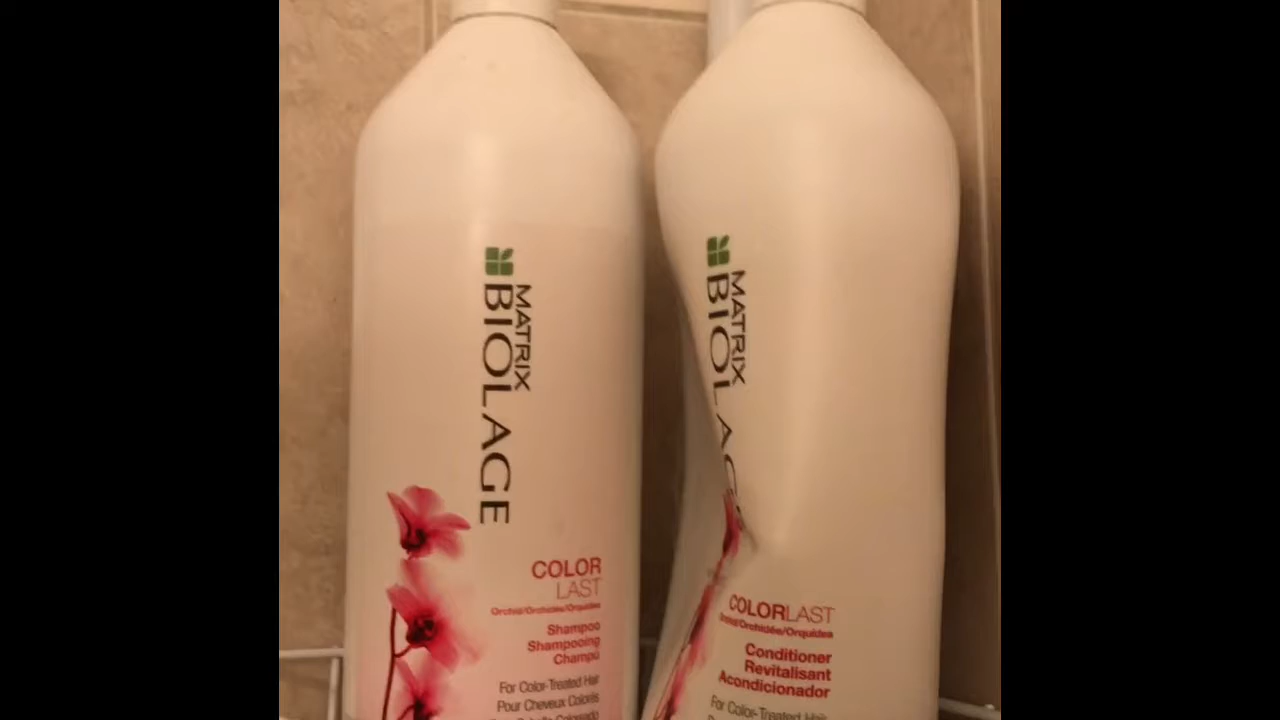 MATRIX
BIOLAGE
COLOR
LAST
Orchid/Orchidée/Orquídea
Shampoo
Shampooing
Champú
For Color-Treated Hair
Pour Cheveux Colorés
MATRIX
BIOLAGE
COLORLAST
Orchid/Orchidée/Orquídea
Conditioner
Revitalisant
Acondicionador
For Color-Treated Hair